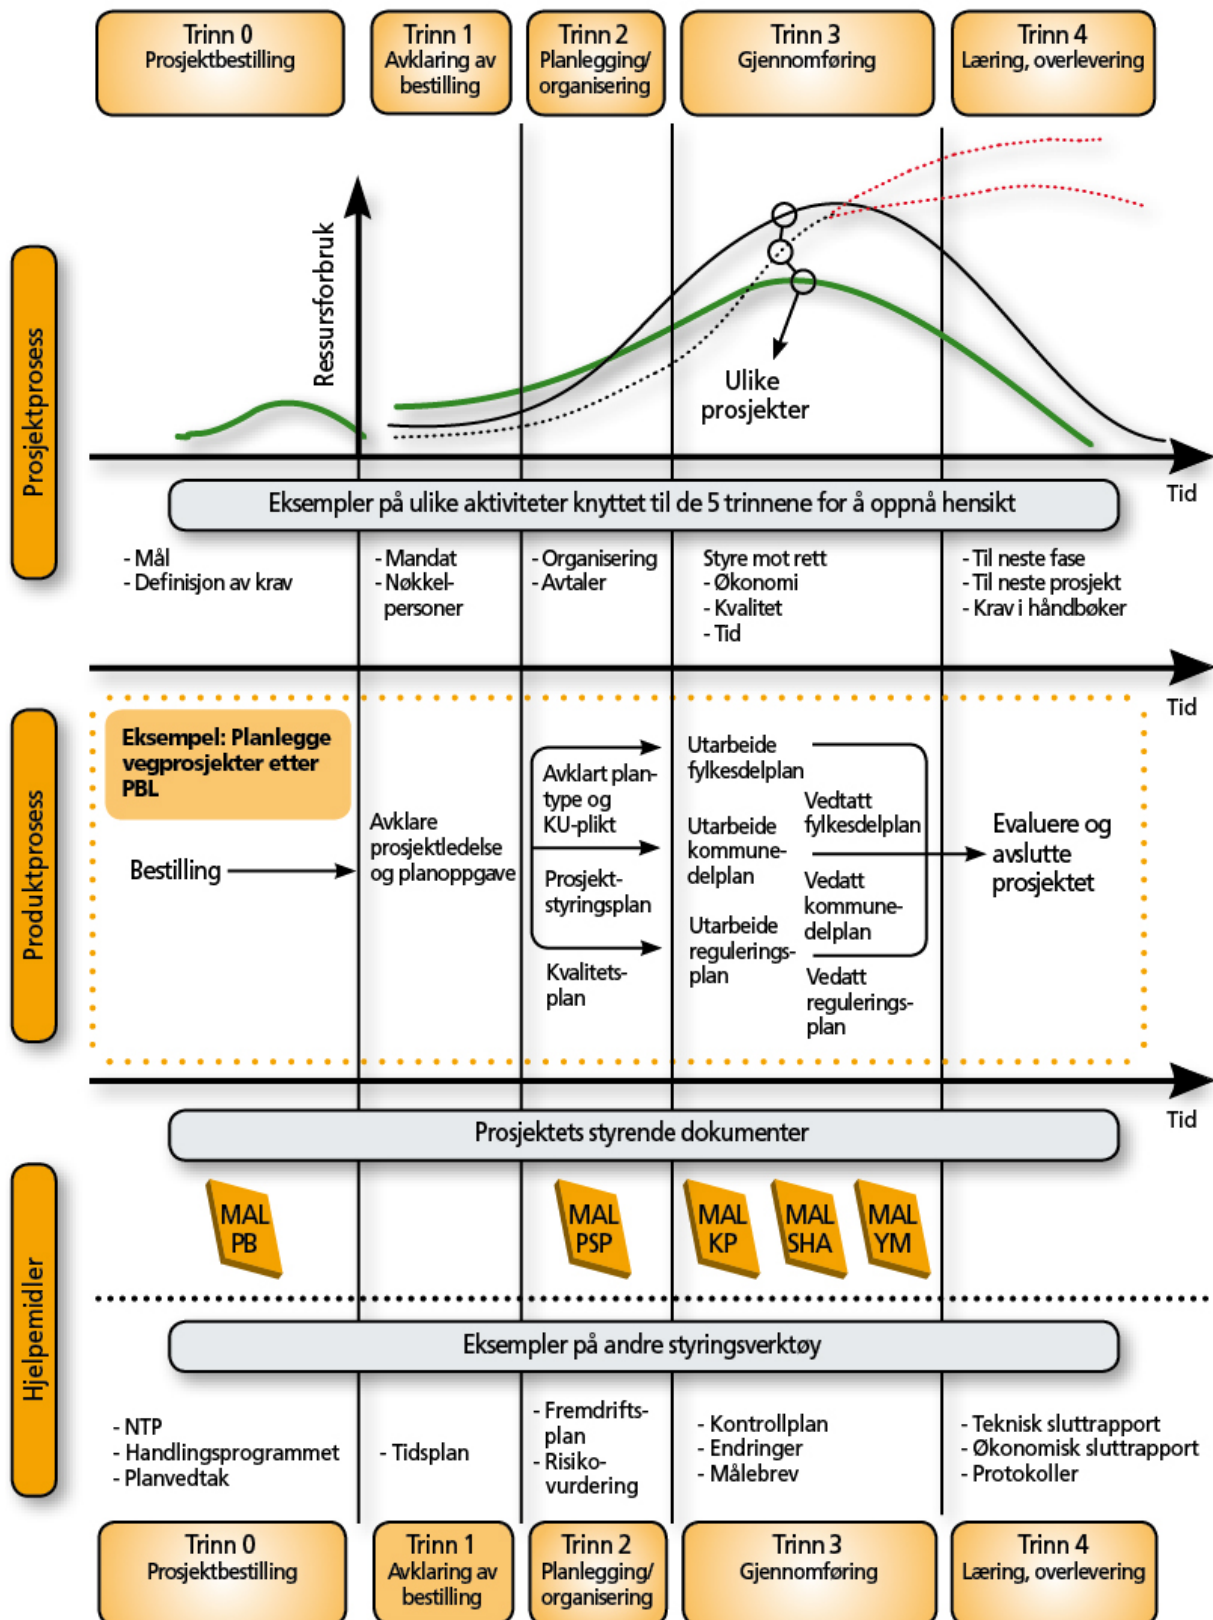 Trinn 0
Prosjektbestilling
Trinn 1
Avklaring av
bestilling
Trinn 2
Planlegging/
organisering
Trinn 3
Gjennomføring
Trinn 4
Læring, overlevering
Prosjektprosess
Ressursforbruk
Ulike
prosjekter
Tid
Eksempler på ulike aktiviteter knyttet til de 5 trinnene for å oppnå hensikt
- Mål
- Definisjon av krav
- Mandat
- Nøkkel-
personer
- Organisering
- Avtaler
Styre mot rett
- Økonomi
- Kvalitet
- Tid
- Til neste fase
- Til neste prosjekt
- Krav i håndbøker
Tid
Produktprosess
Eksempel: Planlegge
vegprosjekter etter
PBL
Bestilling
Avklare
prosjektledelse
og planoppgave
Avklart plan-
type og
KU-plikt
Prosjekt-
styringsplan
Kvalitets-
plan
Utarbeide
fylkesdelplan
Utarbeide
kommune-
delplan
Utarbeide
regulerings-
plan
Vedtatt
fylkesdelplan
Vedatt
kommune-
delplan
Vedatt
regulerings-
plan
Evaluere og
avslutte
prosjektet
Tid
Hjelpemidler
Prosjektets styrende dokumenter
MAL
PB
MAL
PSP
MAL
KP
MAL
SHA
MAL
YM
Eksempler på andre styringsverktøy
- NTP
- Handlingsprogrammet
- Planvedtak
- Tidsplan
- Fremdrifts-
plan
- Risiko-
vurdering
- Kontrollplan
- Endringer
- Målebrev
- Teknisk sluttrapport
- Økonomisk sluttrapport
- Protokoller
Trinn 0
Prosjektbestilling
Trinn 1
Avklaring av
bestilling
Trinn 2
Planlegging/
organisering
Trinn 3
Gjennomføring
Trinn 4
Læring, overlevering